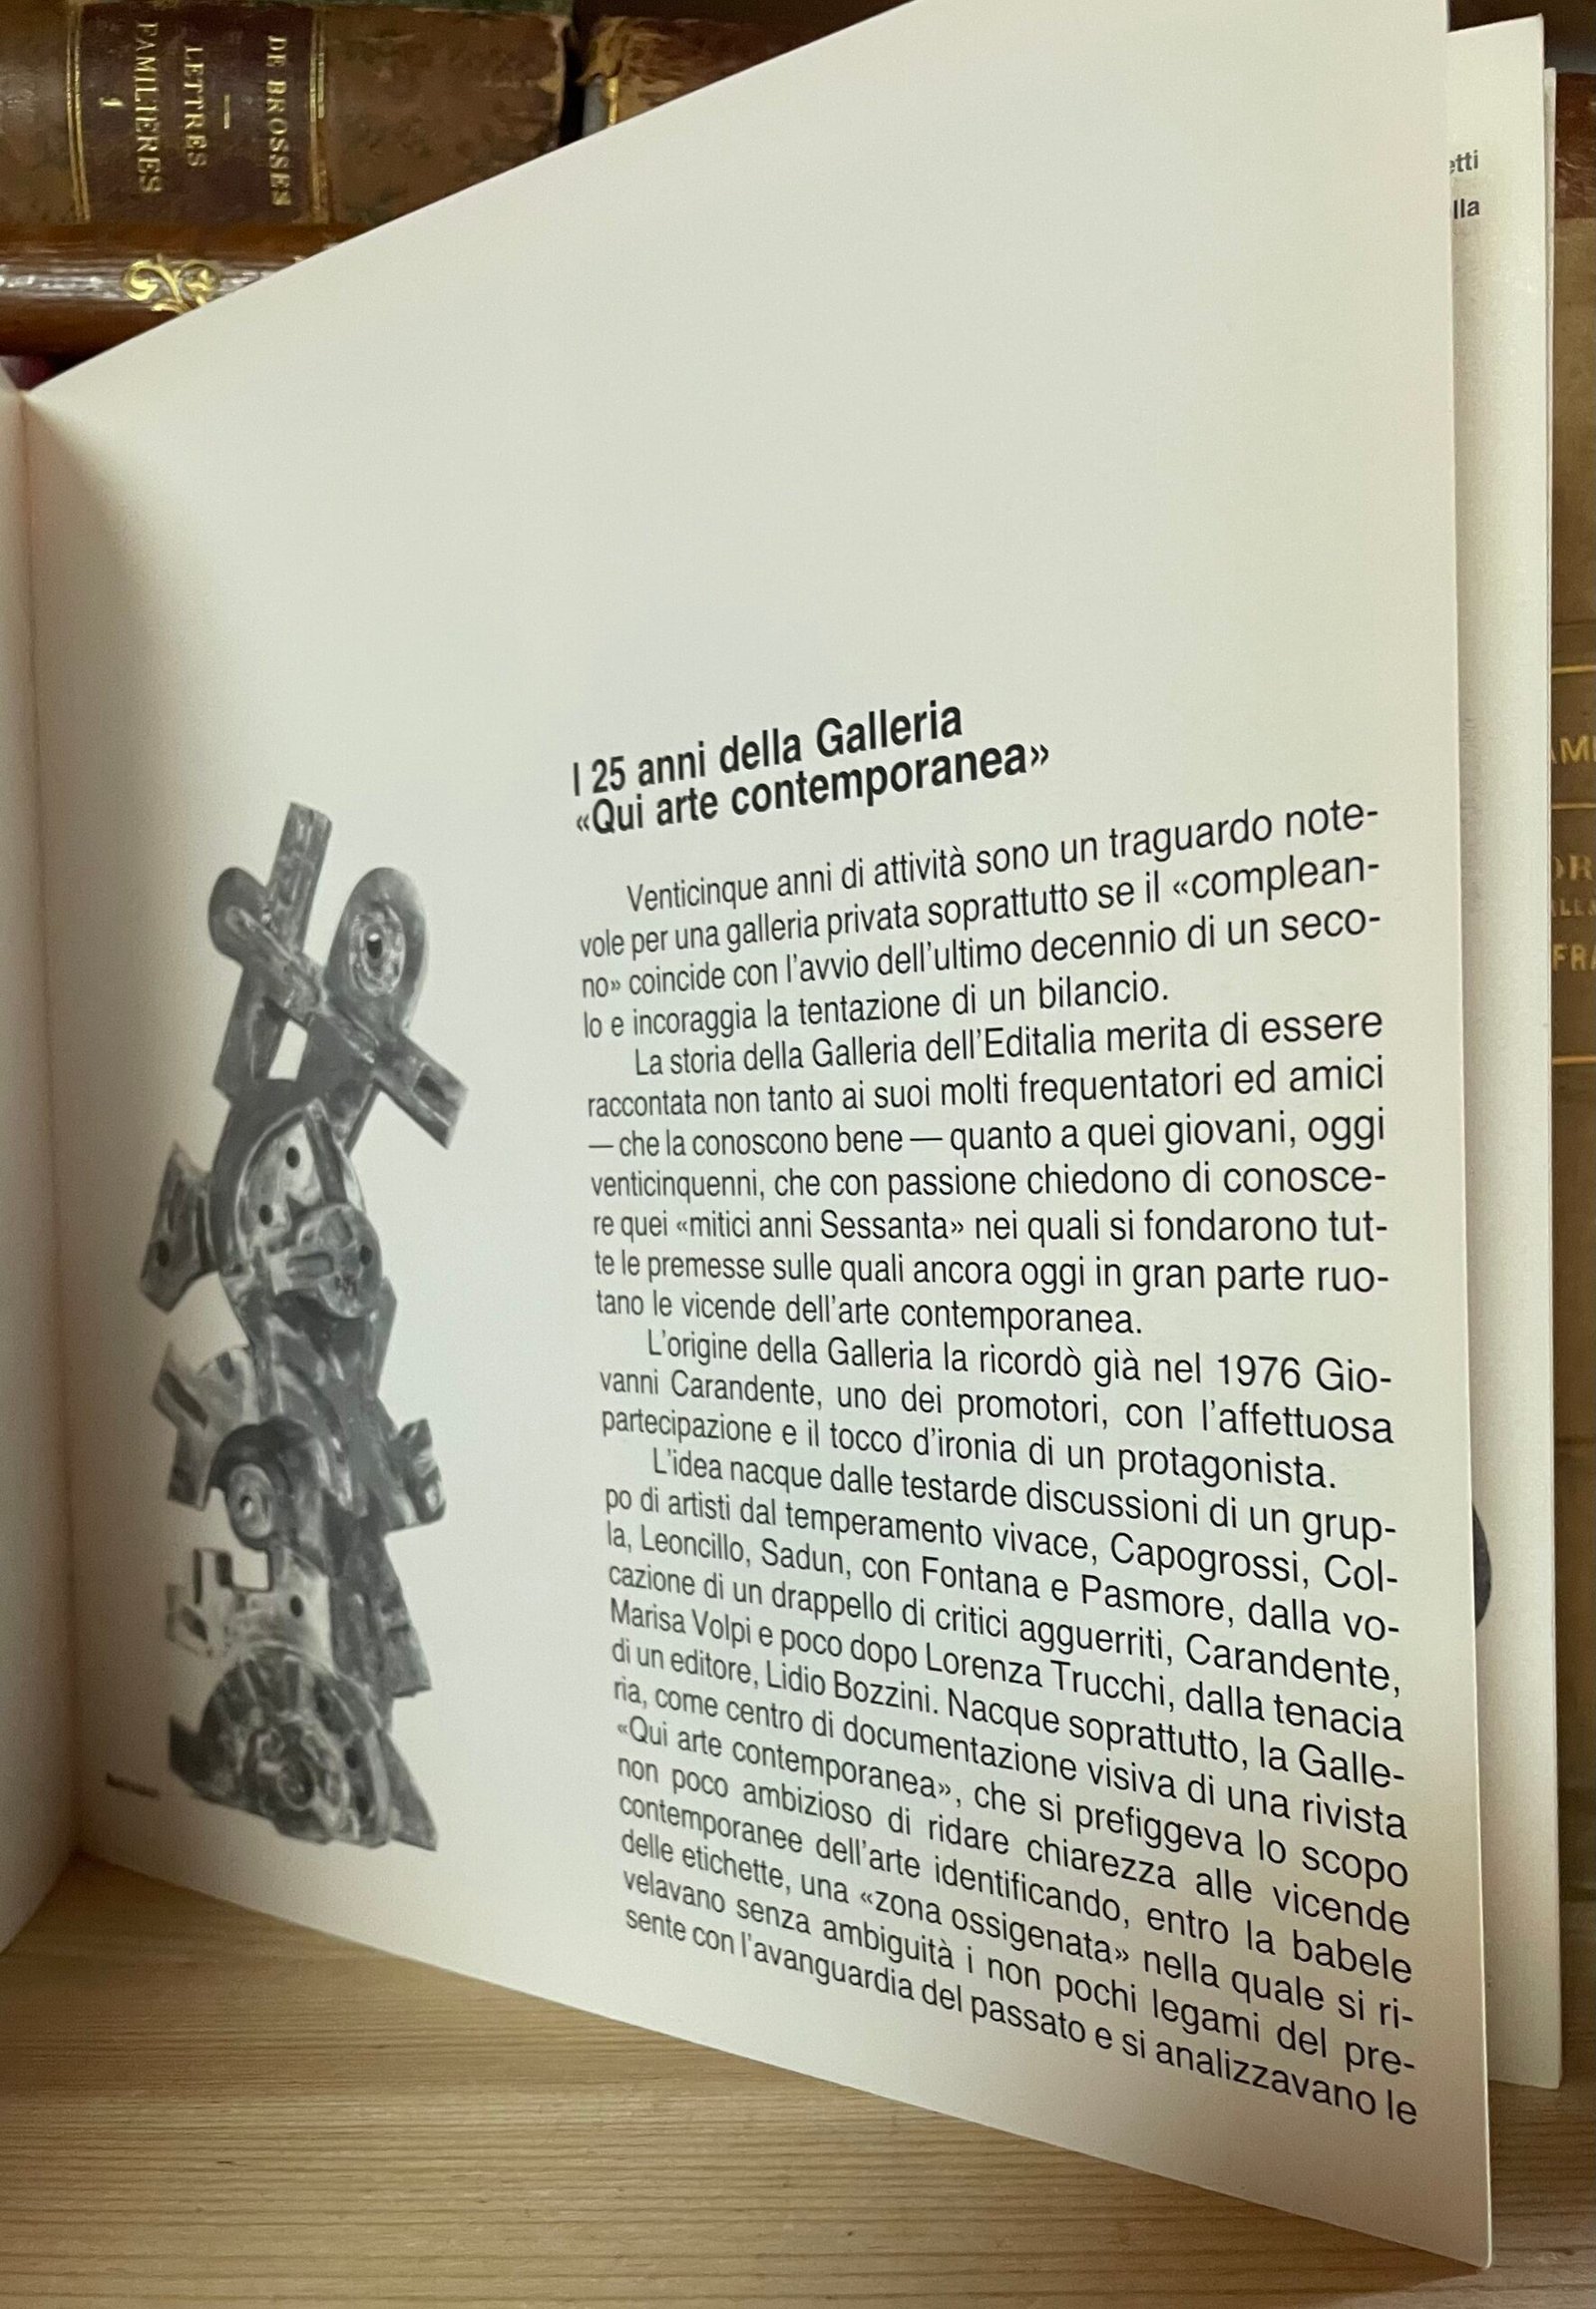 DE BROSSES
LETTRES
FAMILIERES
1
etti
lla
I 25 anni della Galleria
«Qui arte contemporanea»
Venticinque anni di attività sono un traguardo note-
vole per una galleria privata soprattutto se il «complean-
no» coincide con l'avvio dell'ultimo decennio di un seco-
lo e incoraggia la tentazione di un bilancio.
La storia della Galleria dell'Editalia merita di essere
raccontata non tanto ai suoi molti frequentatori ed amici
— che la conoscono bene — quanto a quei giovani, oggi
venticinquenni, che con passione chiedono di conosce-
re quei «mitici anni Sessanta» nei quali si fondarono tut-
te le premesse sulle quali ancora oggi in gran parte ruo-
tano le vicende dell'arte contemporanea.
L'origine della Galleria la ricordò già nel 1976 Gio-
vanni Carandente, uno dei promotori, con l'affettuosa
partecipazione e il tocco d'ironia di un protagonista.
L'idea nacque dalle testarde discussioni di un grup-
po di artisti dal temperamento vivace, Capogrossi, Col-
la, Leoncillo, Sadun, con Fontana e Pasmore, dalla vo-
cazione di un drappello di critici agguerriti, Carandente,
Marisa Volpi e poco dopo Lorenza Trucchi, dalla tenacia
di un editore, Lidio Bozzini. Nacque soprattutto, la Galle-
ria, come centro di documentazione visiva di una rivista
«Qui arte contemporanea», che si prefiggeva lo scopo
non poco ambizioso di ridare chiarezza alle vicende
contemporanee dell'arte identificando, entro la babele
delle etichette, una «zona ossigenata» nella quale si ri-
velavano senza ambiguità i non pochi legami del pre-
sente con l'avanguardia del passato e si analizzavano le